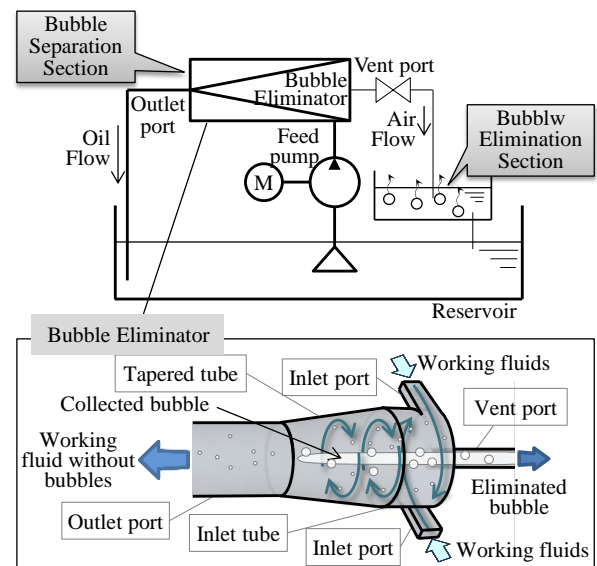 Bubble
Separation
Section
Bubble
Eliminator
Vent port
Outlet
port
Oil
Flow
Feed
pump
M
Air
Flow
Bubblw
Elimination
Section
Reservoir
Bubble Eliminator
Tapered tube
Inlet port
Working fluids
Collected bubble
Vent port
Working
fluid without
bubbles
Eliminated
bubble
Outlet port
Inlet tube
Inlet port
Working fluids